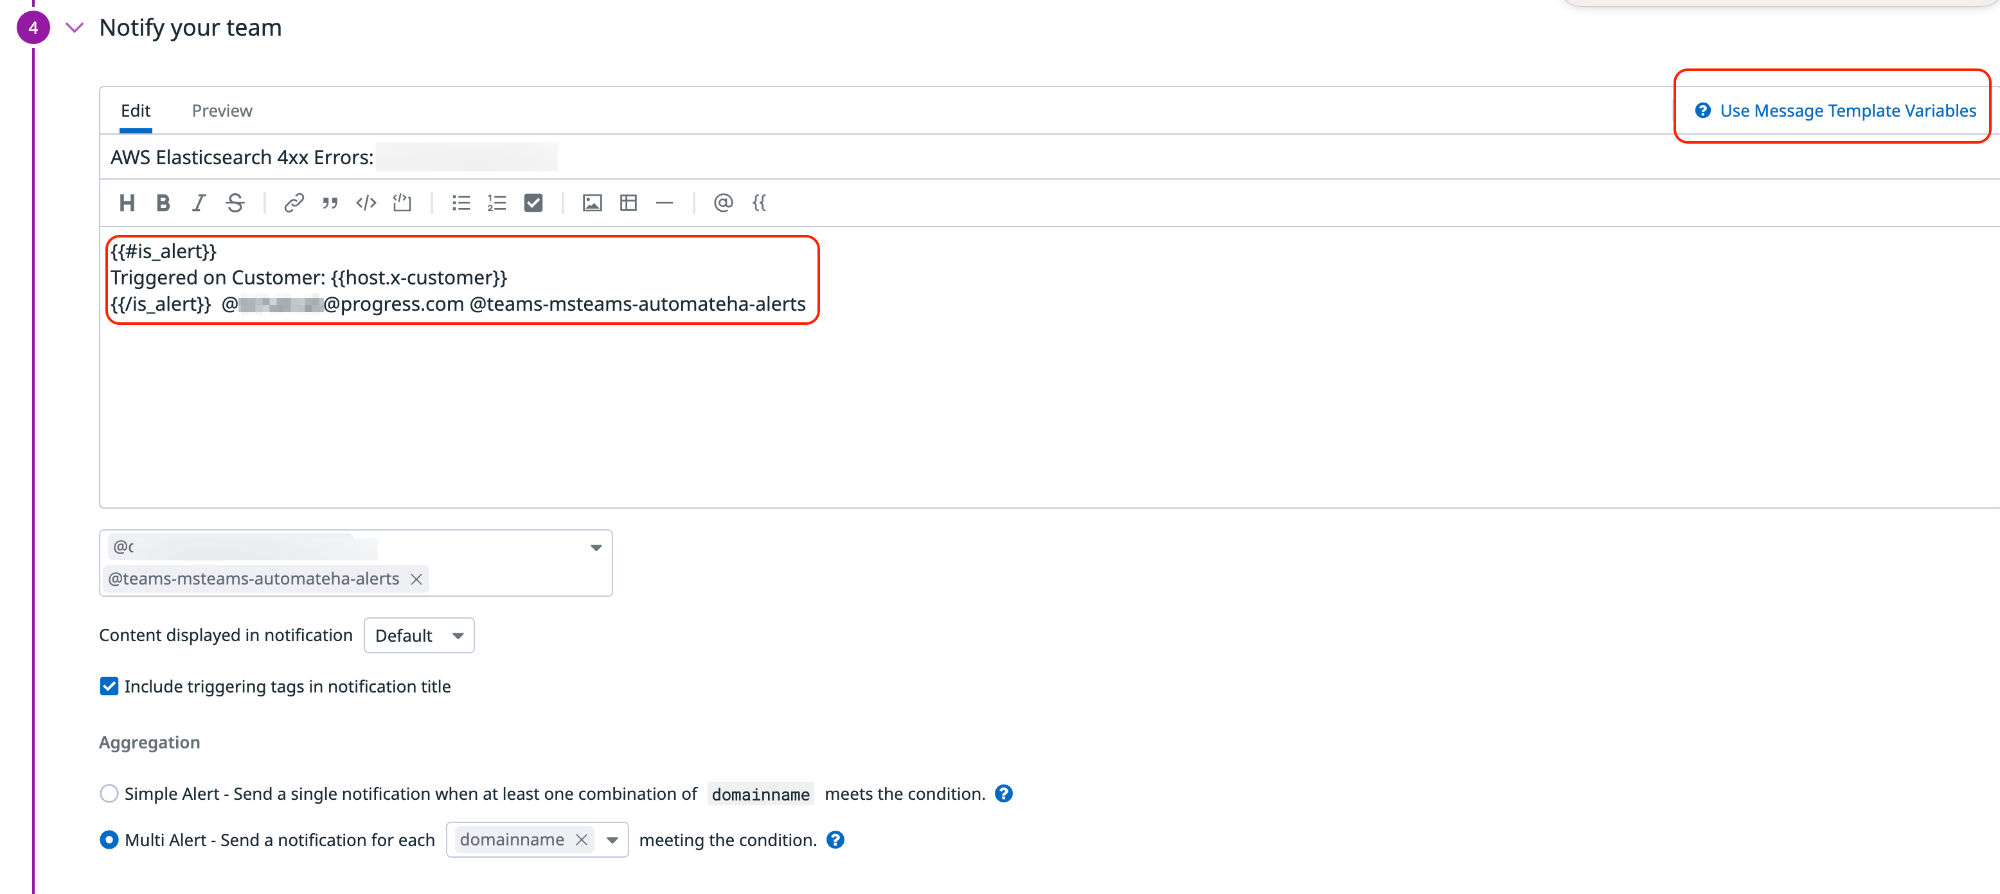 4 Notify your team
Edit Preview Use Message Template Variables
AWS Elasticsearch 4xx Errors:
H B I S @ {{
{{#is_alert}}
Triggered on Customer: {{host.x-customer}}
{{/is_alert}} @ @progress.com @teams-msteams-automateha-alerts
@c
@teams-msteams-automateha-alerts
Content displayed in notification Default
Include triggering tags in notification title
Aggregation
Simple Alert - Send a single notification when at least one combination of domainname meets the condition.
Multi Alert - Send a notification for each domainname meeting the condition.